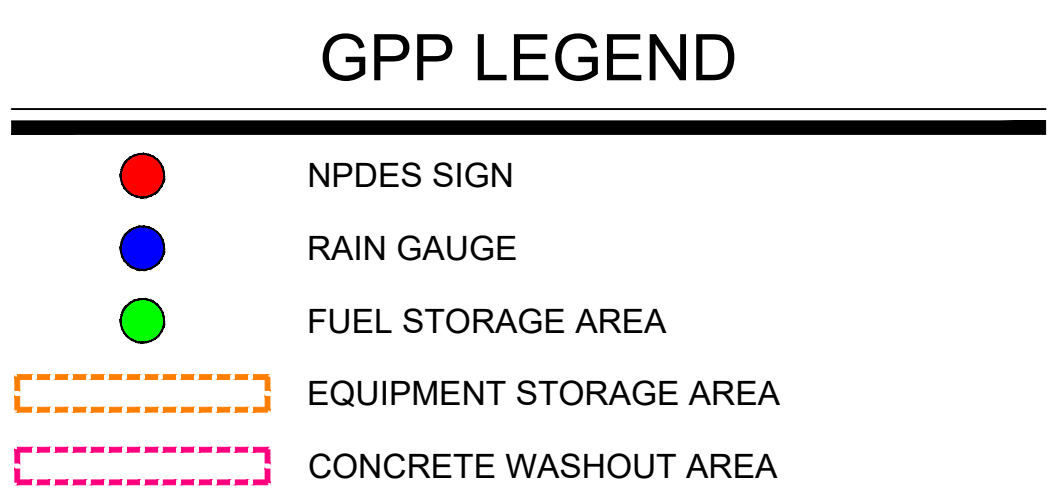 GPP LEGEND
NPDES SIGN
RAIN GAUGE
FUEL STORAGE AREA
EQUIPMENT STORAGE AREA
CONCRETE WASHOUT AREA